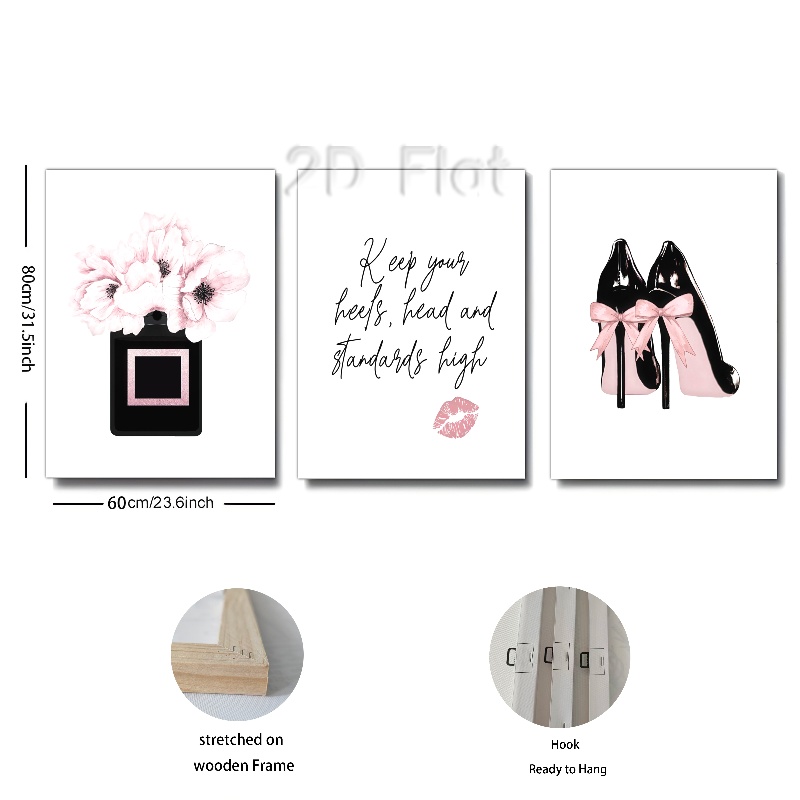 2D Flat
80cm/31.5inch
Keep your
heels, head and
standards high
60cm/23.6inch
stretched on
wooden Frame
Hook
Ready to Hang